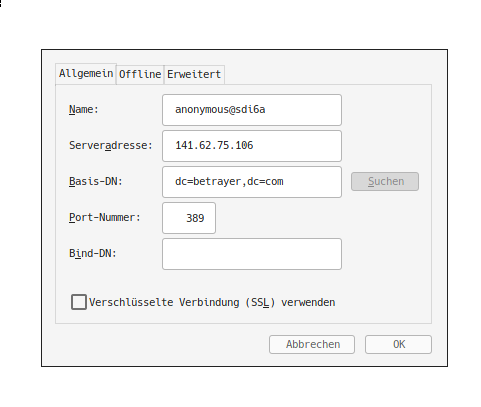 Allgemein Offline Erweitert
Name: anonymous@sdi6a
Serveradresse: 141.62.75.106
Basis-DN: dc=betrayer,dc=com Suchen
Port-Nummer: 389
Bind-DN:
Verschlüsselte Verbindung (SSL) verwenden
Abbrechen OK